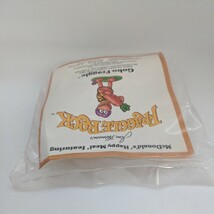 McDonald's Happy Meal® featuring
Jim Henson's
FRAGGLE ROCK
Gobo Fraggle